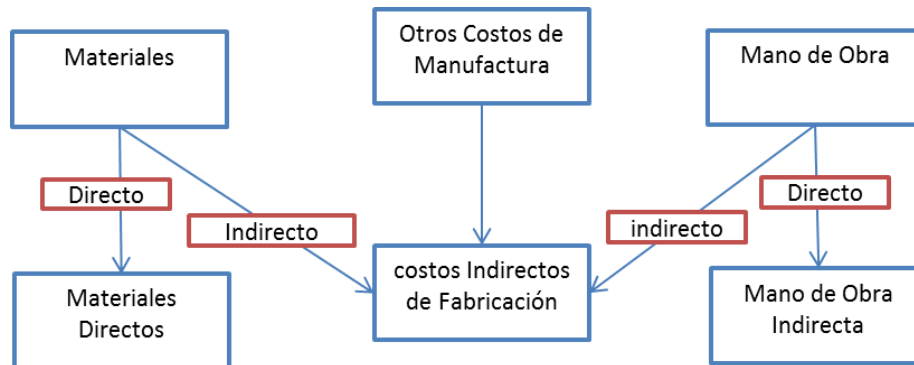 Materiales
Otros Costos de
Manufactura
Mano de Obra
Directo
Indirecto
indirecto
Directo
Materiales
Directos
costos Indirectos
de Fabricación
Mano de Obra
Indirecta